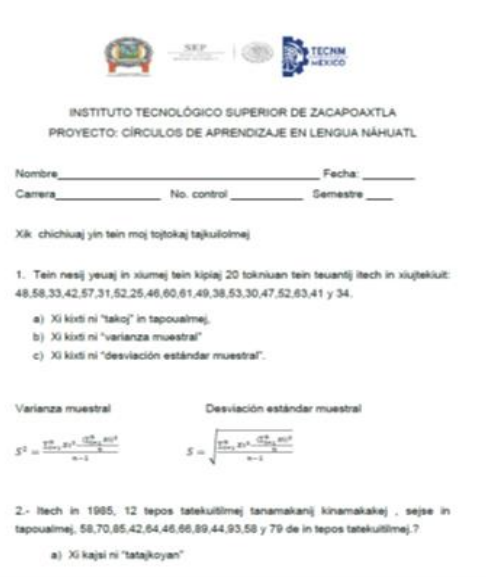 SEP
TECNM
MÉXICO
INSTITUTO TECNOLÓGICO SUPERIOR DE ZACAPOAXTLA
PROYECTO: CÍRCULOS DE APRENDIZAJE EN LENGUA NÁHUATL
Nombre Fecha:
Carrera No. control Semestre
Xik chichiuaj yin tein moj tojtokaj tajkuilolmej
1. Tein nesij yeuaj in xiumej tein kipiaj 20 tokniuan tein teuantij itech in xiujtekiuit:
48,58,33,42,57,31,52,25,46,60,61,49,38,53,30,47,52,63,41 y 34.
a) Xi kixti ni "takoj" in tapoualmej,
b) Xi kixti ni "varianza muestral"
c) Xi kixti ni "desviación estándar muestral".
Varianza muestral Desviación estándar muestral
S² = n-1 S = n-1
2.- Itech in 1985, 12 tepos tatekuitilmej tanamakanij kinamakakej , sejse in
tapoualmej, 58,70,85,42,64,46,66,89,44,93,58 y 79 de in tepos tatekuitilmej.?
a) Xi kajsi ni "tatajkoyan"